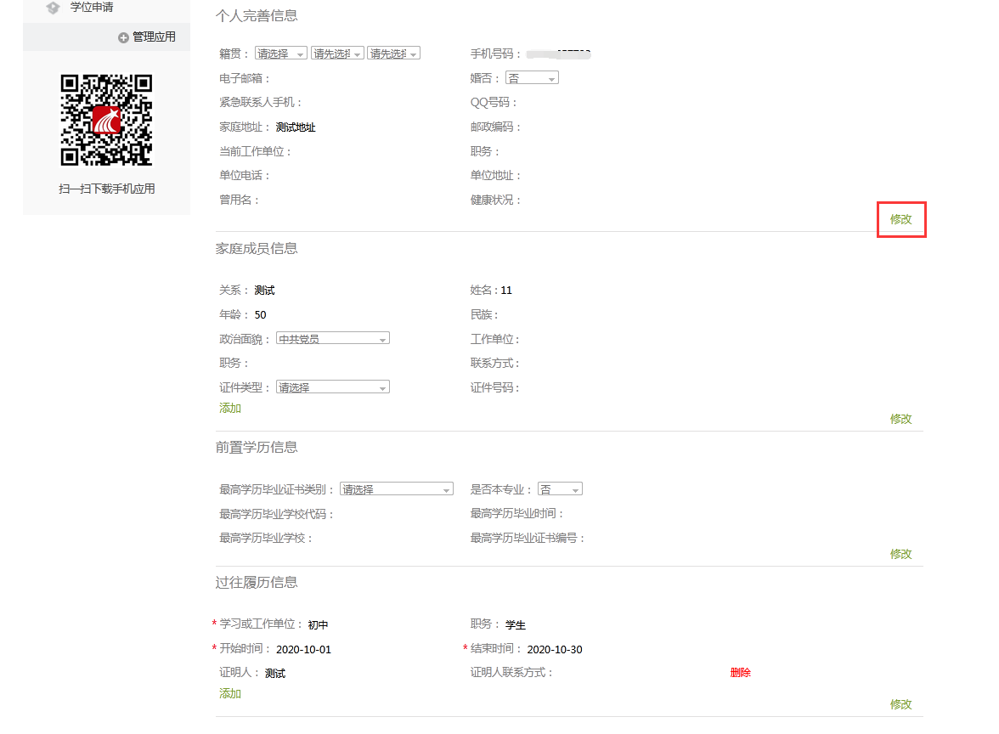 学位申请
管理应用
扫一扫下载手机应用
个人完善信息
籍贯： 请选择 请先选择 请先选择 手机号码：
电子邮箱： 婚否： 否
紧急联系人手机： QQ号码：
家庭地址： 测试地址 邮政编码：
当前工作单位： 职务：
单位电话： 单位地址：
曾用名： 健康状况：
修改
家庭成员信息
关系： 测试 姓名：11
年龄： 50 民族：
政治面貌： 中共党员 工作单位：
职务： 联系方式：
证件类型： 请选择 证件号码：
添加
修改
前置学历信息
最高学历毕业证书类别： 请选择 是否本专业： 否
最高学历毕业学校代码： 最高学历毕业时间：
最高学历毕业学校： 最高学历毕业证书编号：
修改
过往履历信息
* 学习或工作单位： 初中 职务： 学生
* 开始时间： 2020-10-01 * 结束时间： 2020-10-30
证明人： 测试 证明人联系方式： 删除
添加
修改